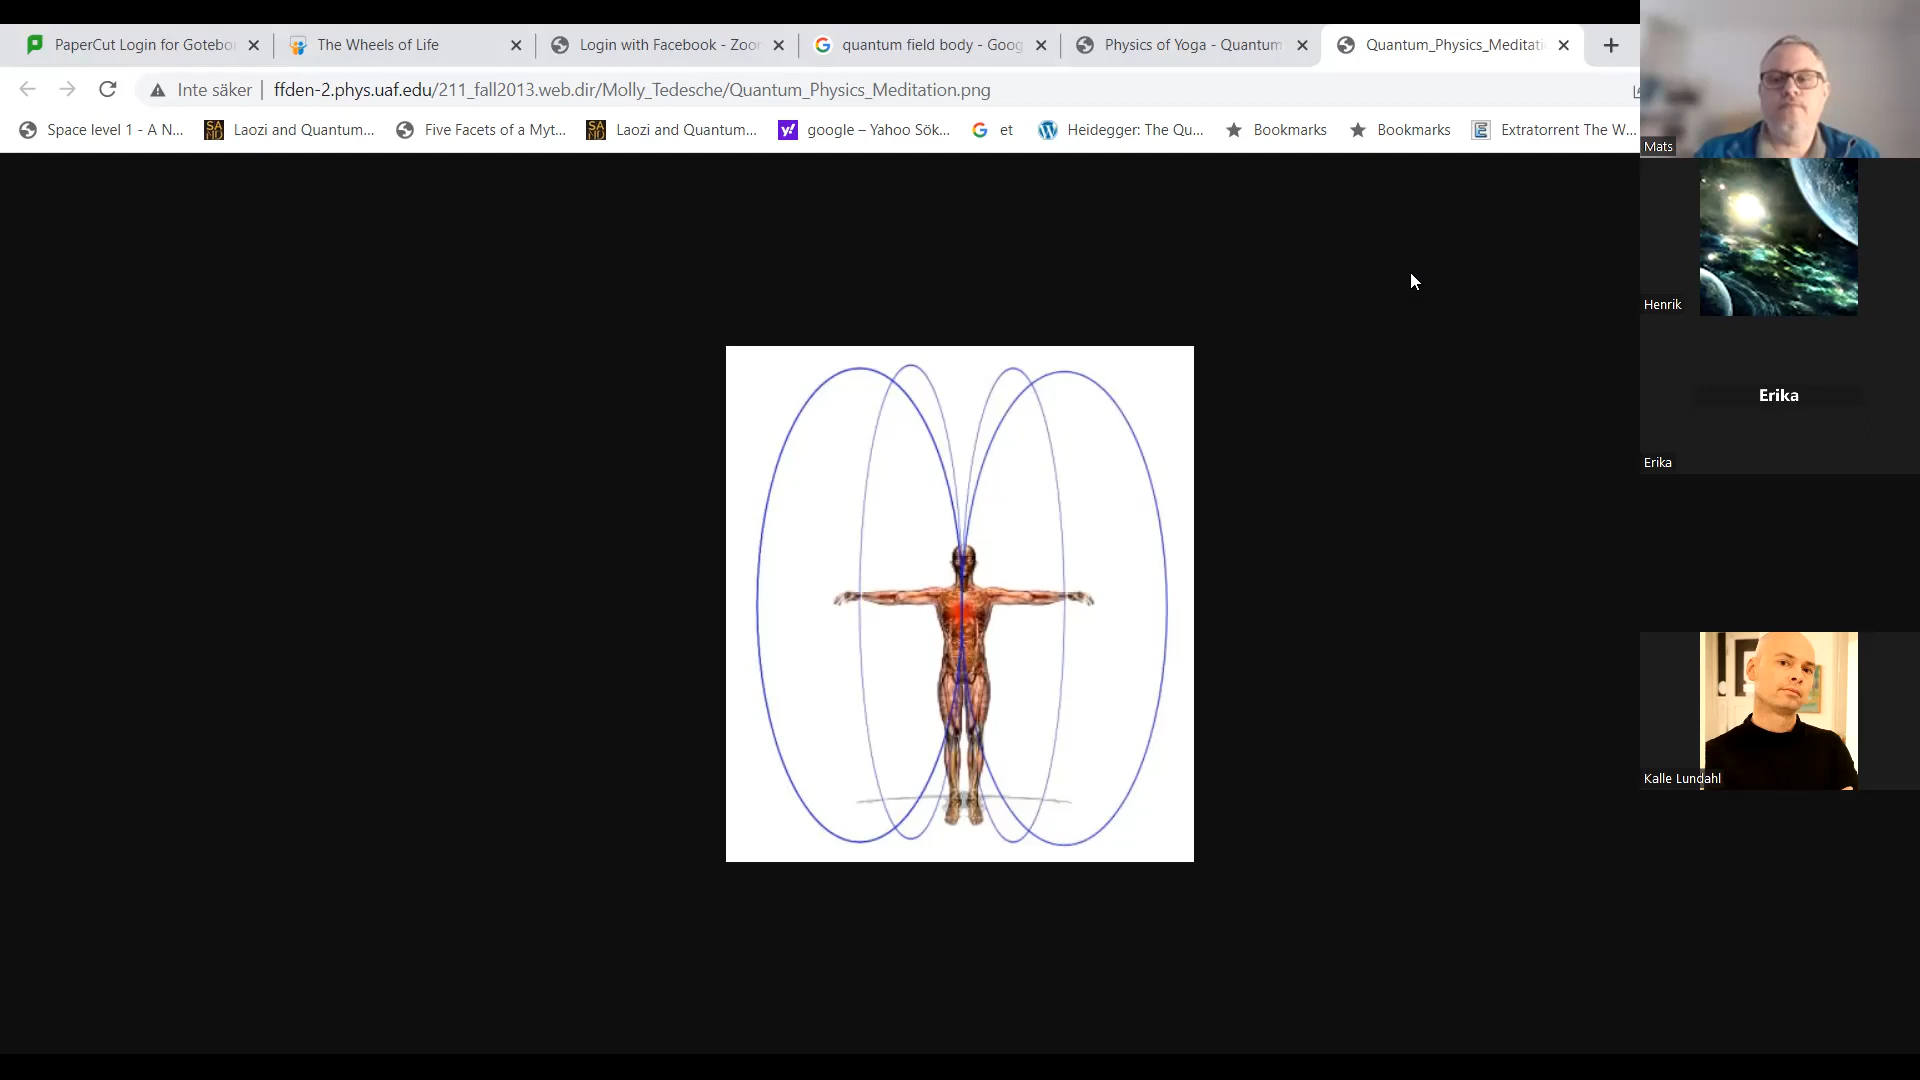 PaperCut Login for Gotebo
The Wheels of Life
Login with Facebook - Zoo
quantum field body - Goog
Physics of Yoga - Quantum
Quantum_Physics_Meditati
Inte säker
ffden-2.phys.uaf.edu/211_fall2013.web.dir/Molly_Tedesche/Quantum_Physics_Meditation.png
Space level 1 - A N...
SAND
Laozi and Quantum...
Five Facets of a Myt...
SAND
Laozi and Quantum...
y!
google – Yahoo Sök...
G
et
Heidegger: The Qu...
Bookmarks
Bookmarks
E
Extratorrent The W...
Mats
Henrik
Erika
Erika
Kalle Lundahl